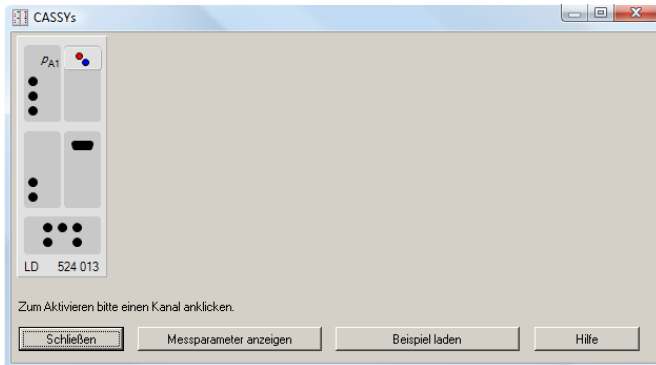 CASSYs
pA1
LD 524 013
Zum Aktivieren bitte einen Kanal anklicken.
Schließen Messparameter anzeigen Beispiel laden Hilfe